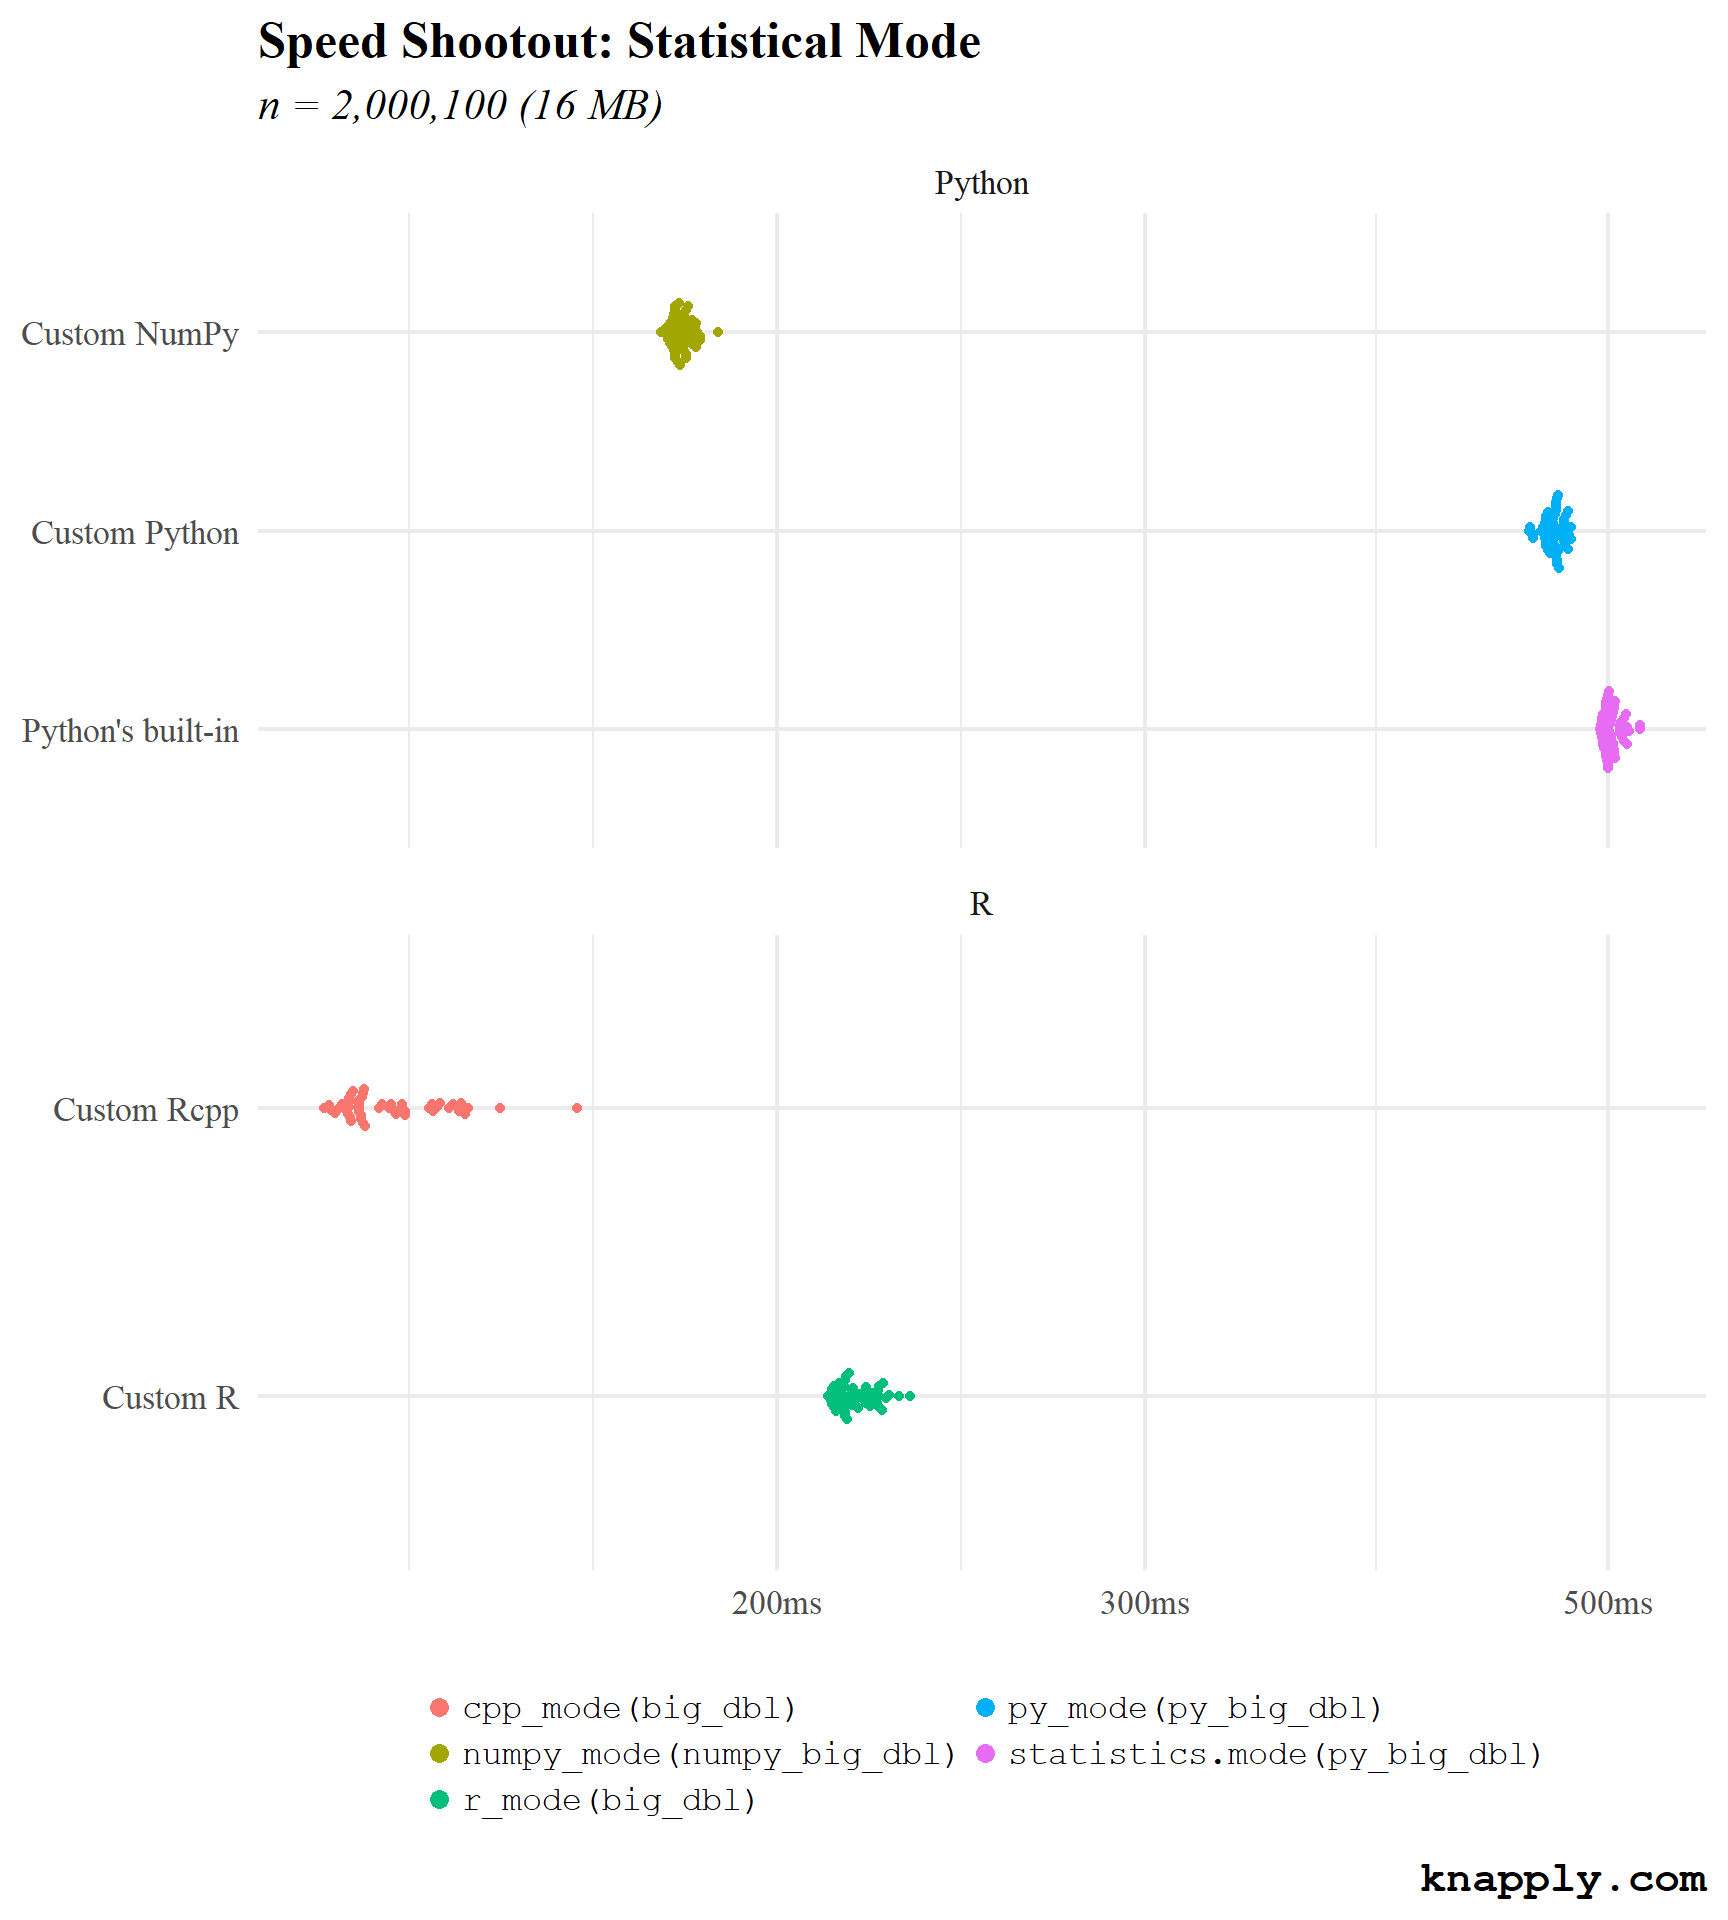 Speed Shootout: Statistical Mode
n = 2,000,100 (16 MB)
Python
Custom NumPy
Custom Python
Python's built-in
R
Custom Rcpp
Custom R
200ms 300ms 500ms
cpp_mode(big_dbl) py_mode(py_big_dbl)
numpy_mode(numpy_big_dbl) statistics.mode(py_big_dbl)
r_mode(big_dbl)
knapply.com